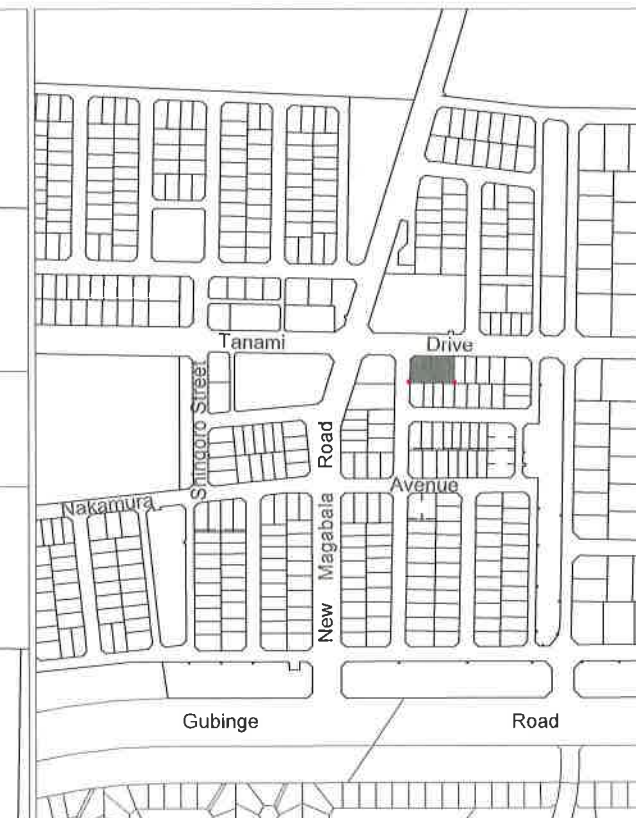 Tanami Drive
Shingoro Street
New Magabala Road
Nakamura Avenue
Gubinge Road